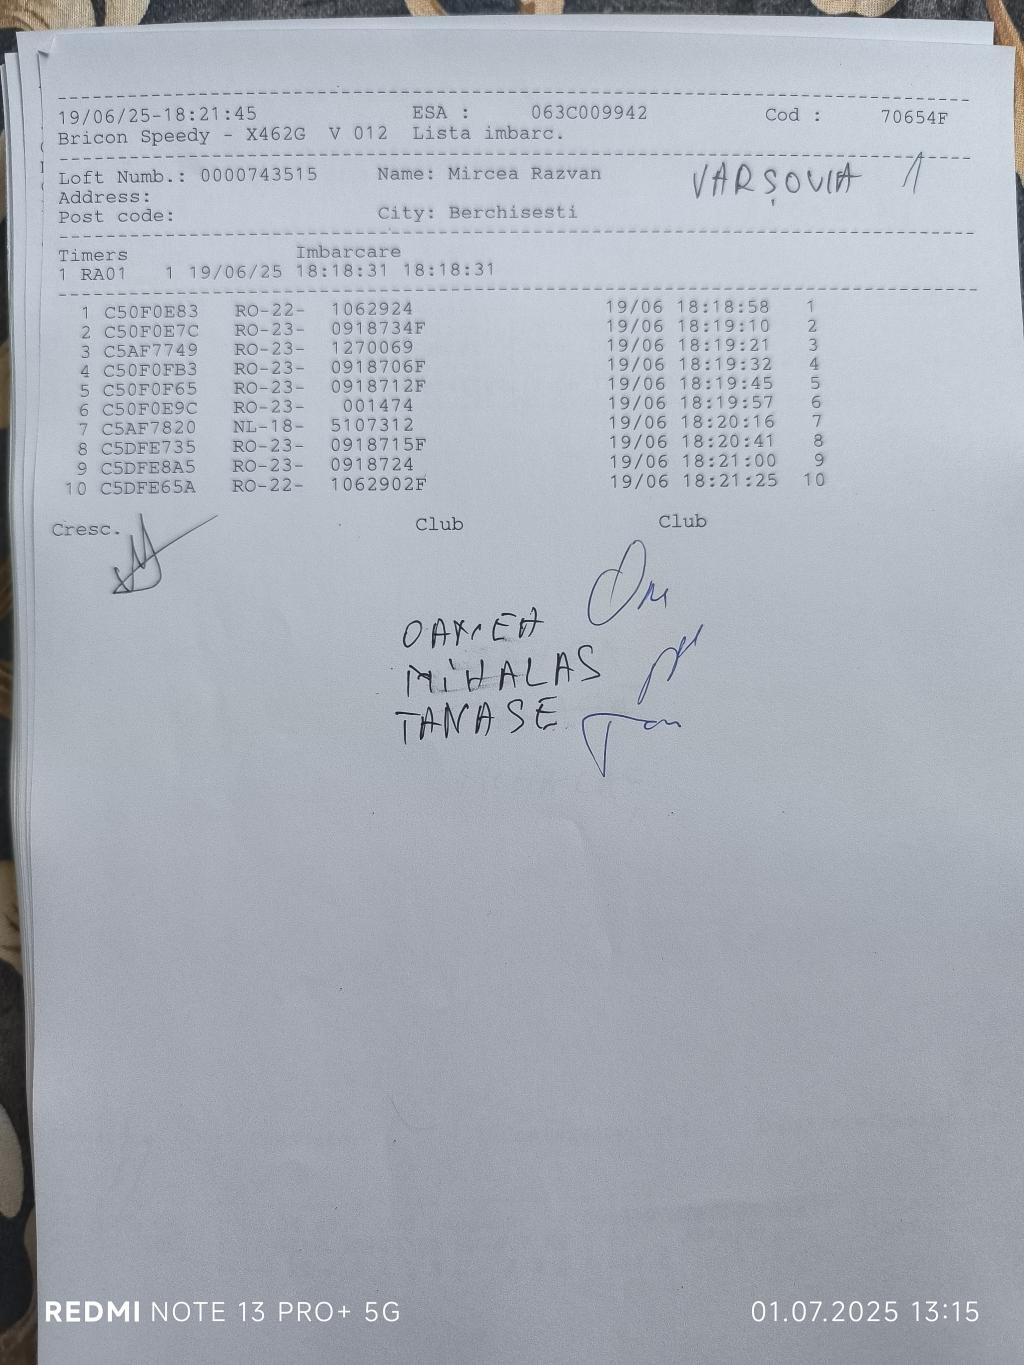 19/06/25-18:21:45 ESA : 063C009942 Cod : 70654F
Bricon Speedy - X462G V 012 Lista imbarc.
Loft Numb.: 0000743515 Name: Mircea Razvan VARȘOVIA 1
Address:
Post code: City: Berchisesti
Timers Imbarcare
1 RA01 1 19/06/25 18:18:31 18:18:31
1 C50F0E83 RO-22- 1062924 19/06 18:18:58 1
2 C50F0E7C RO-23- 0918734F 19/06 18:19:10 2
3 C5AF7749 RO-23- 1270069 19/06 18:19:21 3
4 C50F0FB3 RO-23- 0918706F 19/06 18:19:32 4
5 C50F0F65 RO-23- 0918712F 19/06 18:19:45 5
6 C50F0E9C RO-23- 001474 19/06 18:19:57 6
7 C5AF7820 NL-18- 5107312 19/06 18:20:16 7
8 C5DFE735 RO-23- 0918715F 19/06 18:20:41 8
9 C5DFE8A5 RO-23- 0918724 19/06 18:21:00 9
10 C5DFE65A RO-22- 1062902F 19/06 18:21:25 10
Cresc. Club Club
MIHALAS
TANASE
REDMI NOTE 13 PRO+ 5G 01.07.2025 13:15